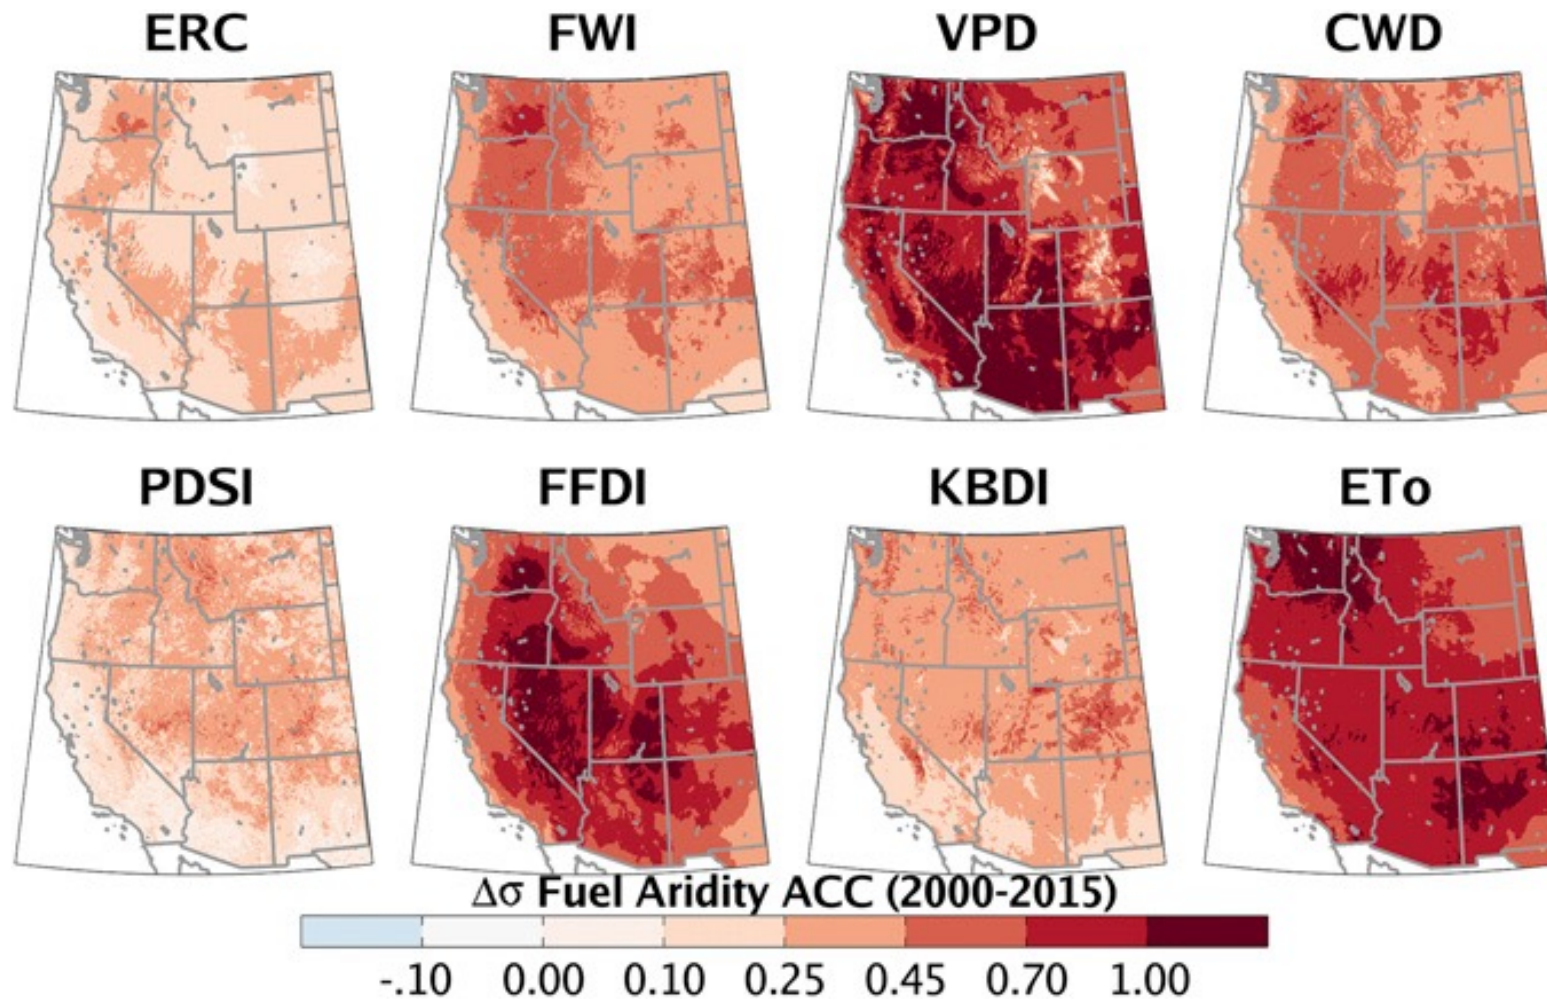 ERC FWI VPD CWD
PDSI FFDI KBDI ETo
Δσ Fuel Aridity ACC (2000-2015)
-.10 0.00 0.10 0.25 0.45 0.70 1.00